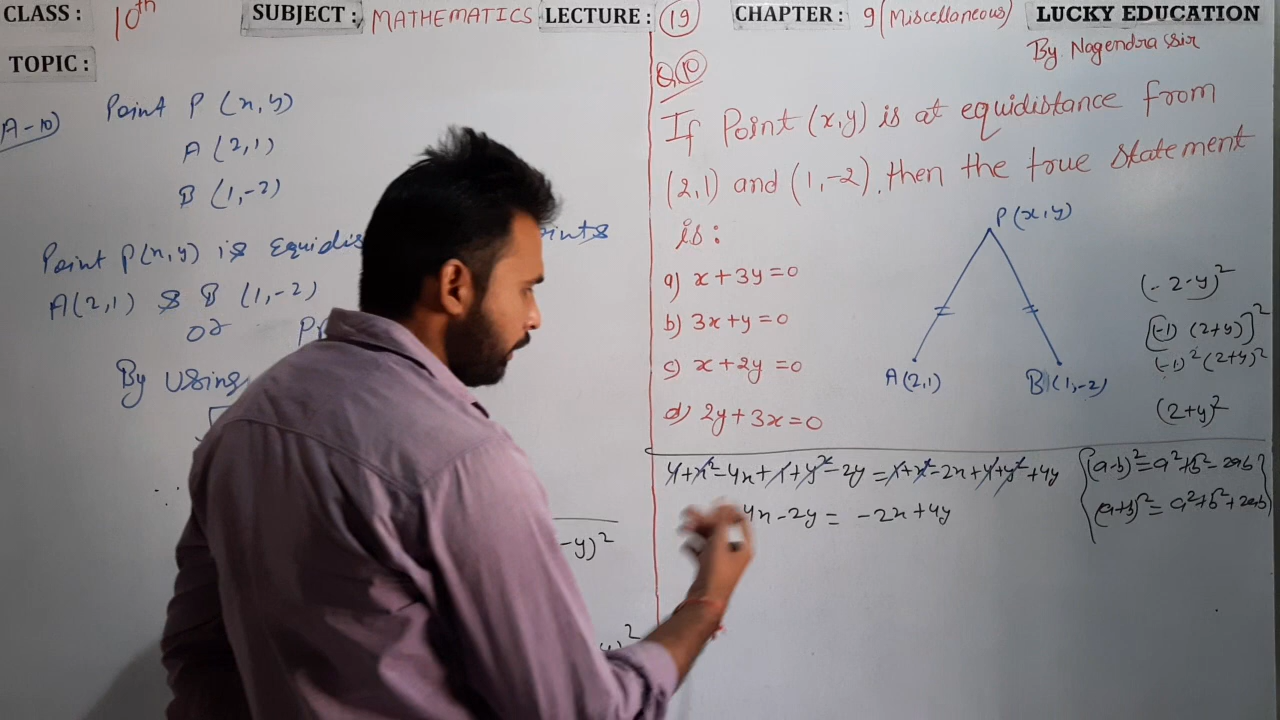 CLASS : 10th SUBJECT : MATHEMATICS LECTURE : 19 CHAPTER : 9 (Miscellaneous) LUCKY EDUCATION
By Nagendra sir
TOPIC :
A-10) Point P (x,y)
A (2,1)
B (1,-2)
Point P(x,y) is Equidis ints
A(2,1) & B (1,-2)
or
By Using
-y)²
Q.10
If Point (x,y) is at equidistance from
(2,1) and (1,-2), then the true statement
is :
a) x+3y=0
b) 3x+y=0
c) x+2y=0
d) 2y+3x=0
P(x,y)
A(2,1) B(1,-2)
(-2-y)²
[(-1) (2+y)]²
(-1)²(2+y)²
(2+y)²
4+x²-4x+1+y²-2y=1+x²-2x+4+y²+4y
4x-2y= -2x+4y
(a-b)²=a²+b²-2ab
(a+b)²=a²+b²+2ab